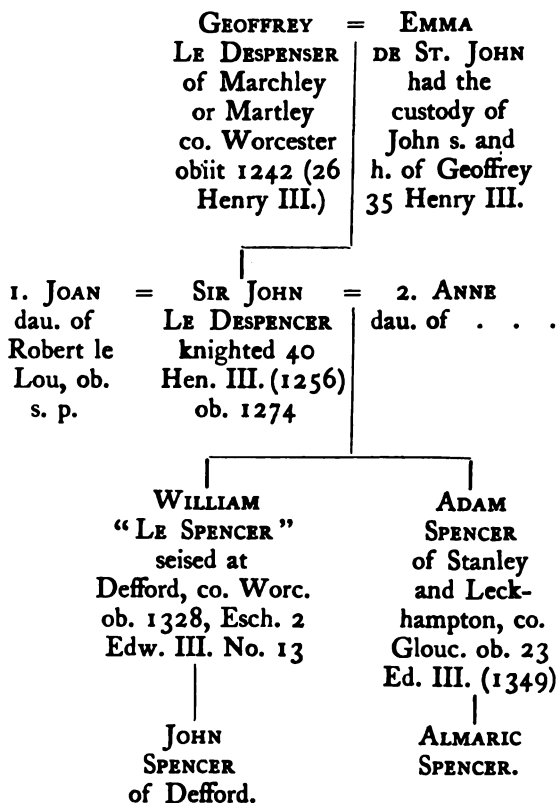 GEOFFREY = EMMA
LE DESPENSER DE ST. JOHN
of Marchley had the
or Martley custody of
co. Worcester John s. and
obiit 1242 (26 h. of Geoffrey
Henry III.) 35 Henry III.
1. JOAN = SIR JOHN = 2. ANNE
dau. of LE DESPENCER dau. of . . .
Robert le knighted 40
Lou, ob. Hen. III. (1256)
s. p. ob. 1274
WILLIAM ADAM
"LE SPENCER" SPENCER
seised at of Stanley
Defford, co. Worc. and Leck-
ob. 1328, Esch. 2 hampton, co.
Edw. III. No. 13 Glouc. ob. 23
Ed. III. (1349)
JOHN ALMARIC
SPENCER SPENCER.
of Defford.